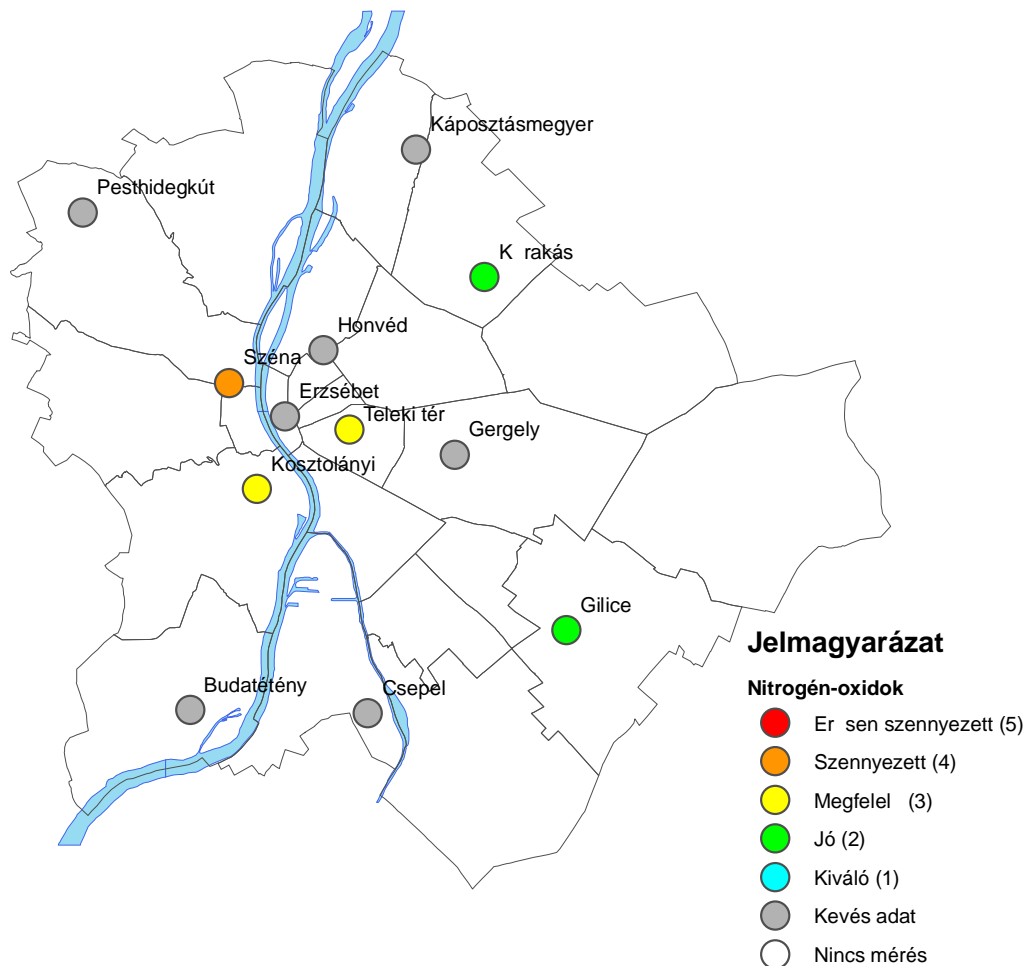 Káposztásmegyer
Pesthidegkút
K rakás
Honvéd
Széna
Erzsébet
Teleki tér
Gergely
Kosztolányi
Gilice
Budatétény
Csepel
Jelmagyarázat
Nitrogén-oxidok
Er sen szennyezett (5)
Szennyezett (4)
Megfelel (3)
Jó (2)
Kiváló (1)
Kevés adat
Nincs mérés